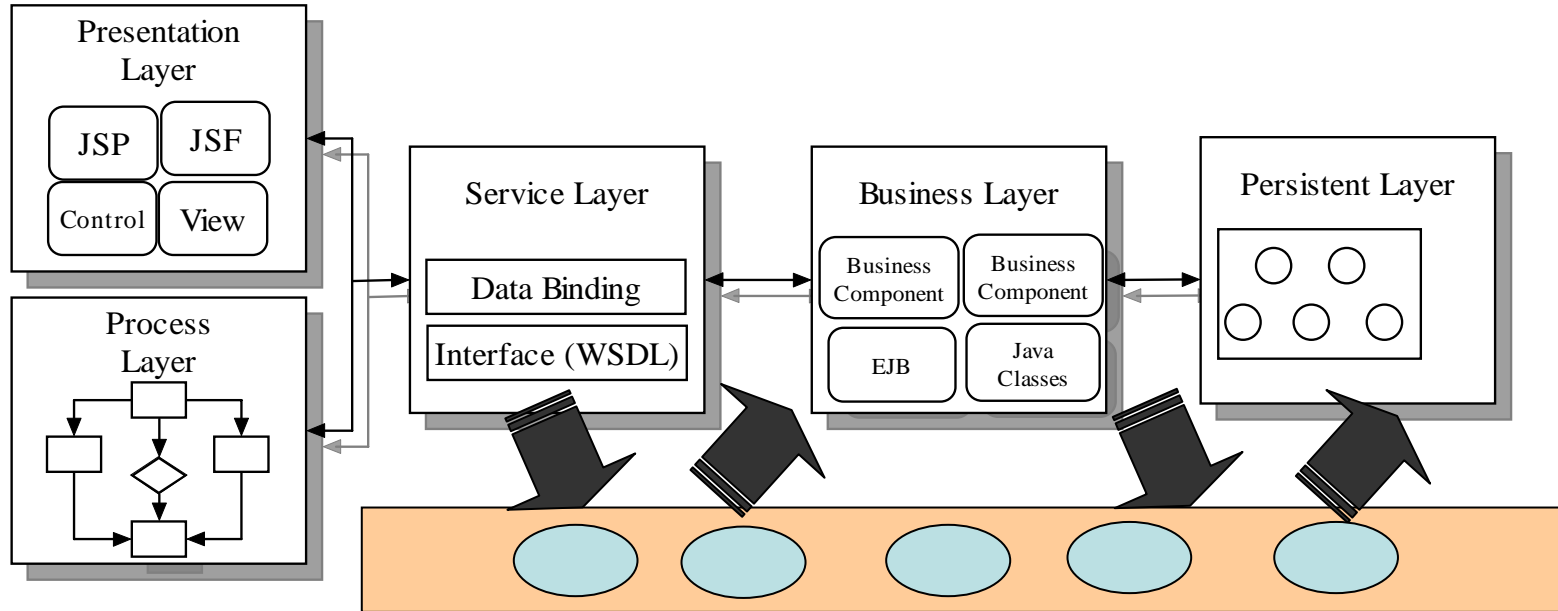 Presentation
Layer
JSP
JSF
Control
View
Process
Layer
Service Layer
Data Binding
Interface (WSDL)
Business Layer
Business
Component
Business
Component
EJB
Java
Classes
Persistent Layer